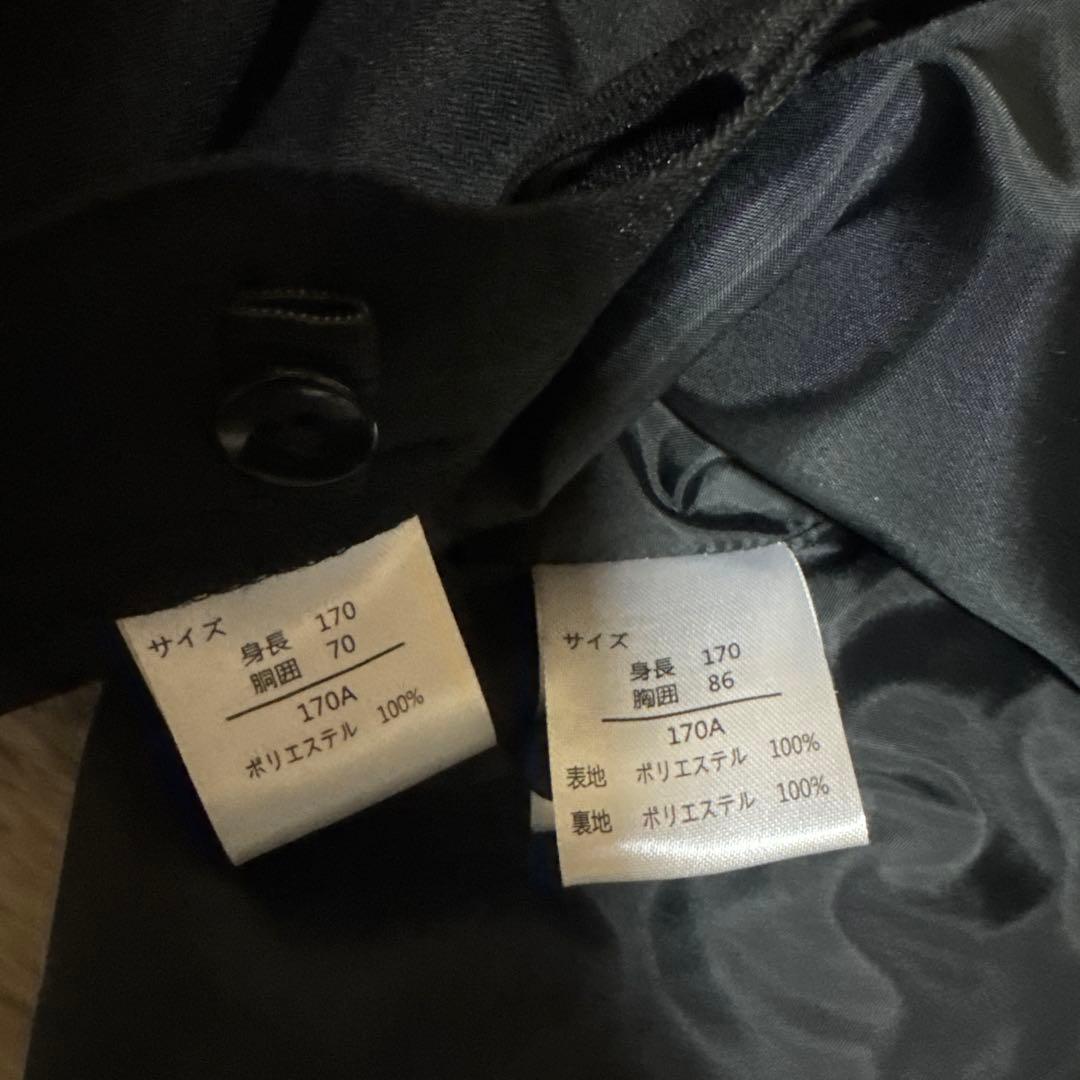 サイズ
身長 170
胴囲 70
170A
ポリエステル 100%
サイズ
身長 170
胸囲 86
170A
表地 ポリエステル 100%
裏地 ポリエステル 100%